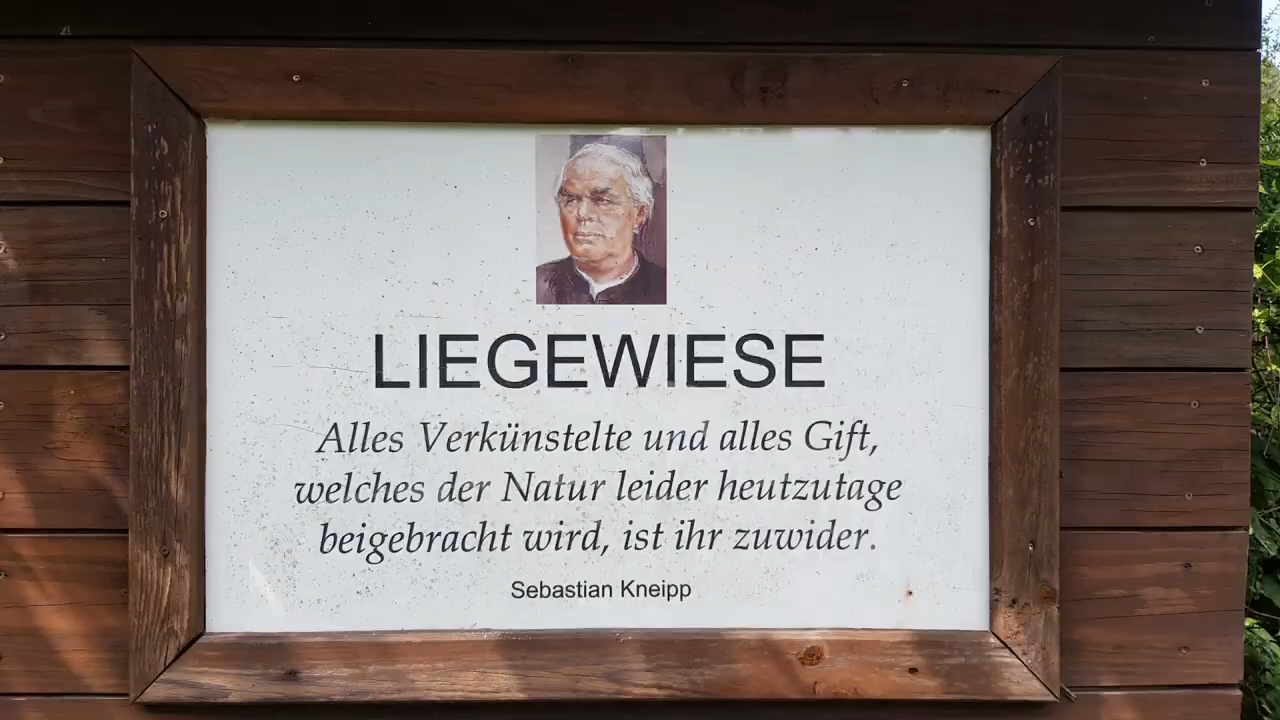 LIEGEWIESE
Alles Verkünstelte und alles Gift,
welches der Natur leider heutzutage
beigebracht wird, ist ihr zuwider.
Sebastian Kneipp